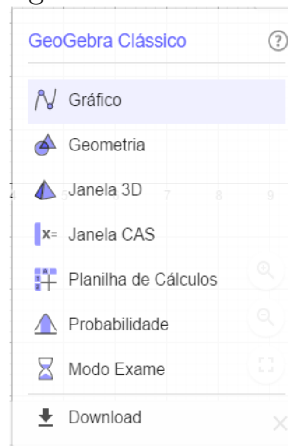 GeoGebra Clássico ?
Gráfico
Geometria
Janela 3D
x= Janela CAS
Planilha de Cálculos
Probabilidade
Modo Exame
Download